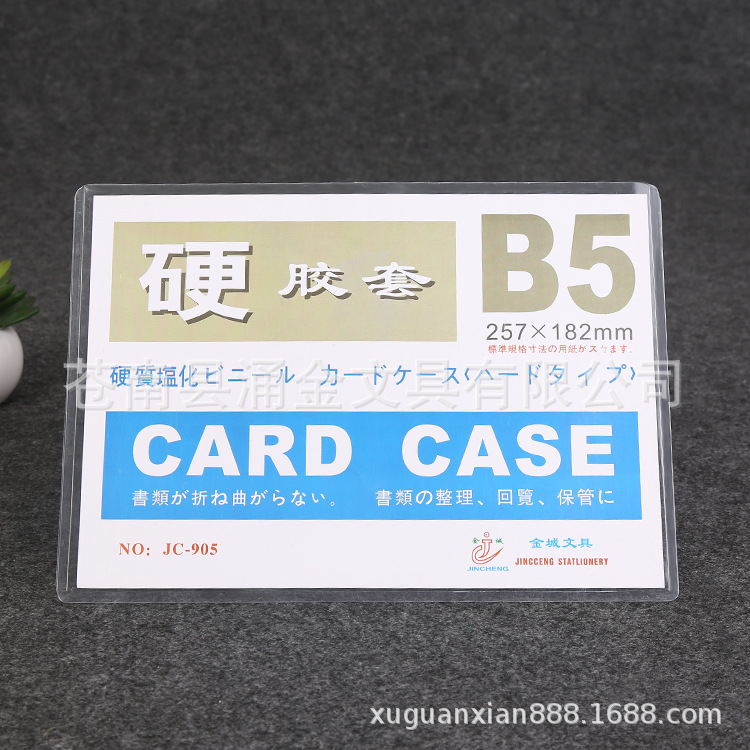 硬 胶套
B5
257×182mm
標準規格寸法の用紙がスります。
硬質塩化ビニール カードケース(ハードタイプ)
苍南县涌金文具有限公司
CARD CASE
書類が折ね曲がらない。 書類の整理、回覧、保管に
NO: JC-905
金城
JINCHENG
金城文具
JINCCENG STATLIONERY
xuguanxian888.1688.com